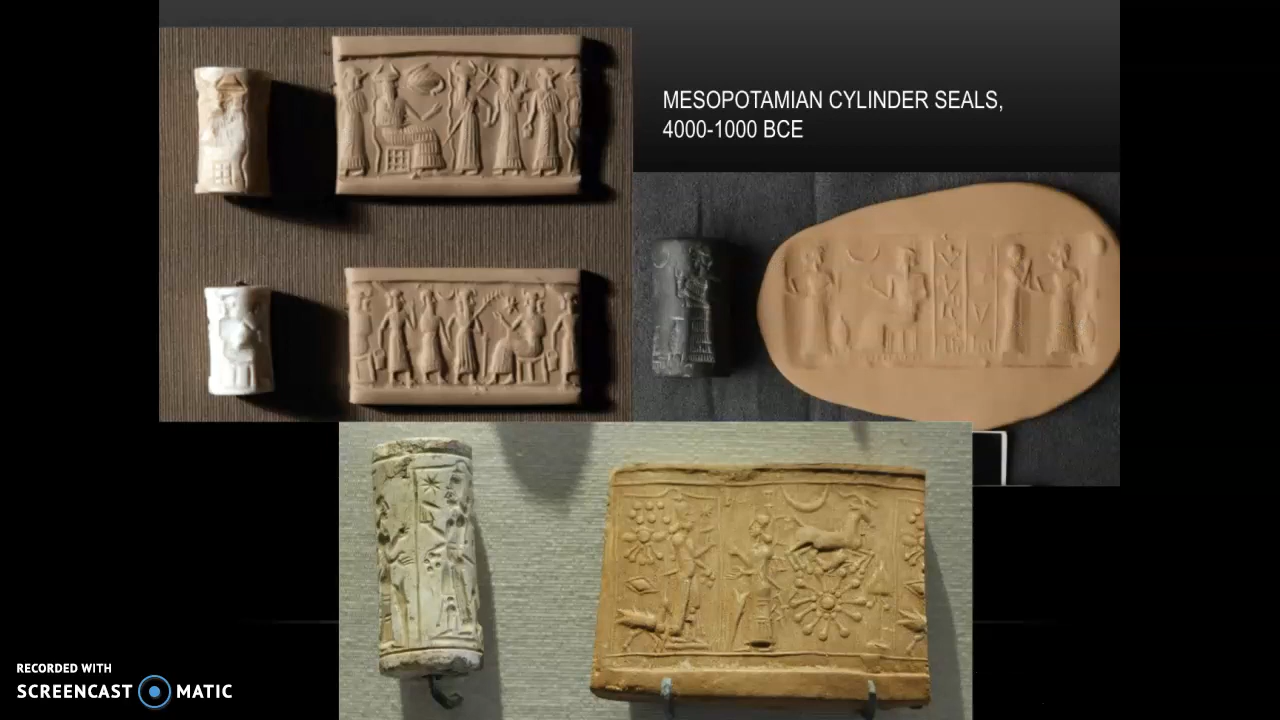 MESOPOTAMIAN CYLINDER SEALS,
4000-1000 BCE
RECORDED WITH
SCREENCAST MATIC